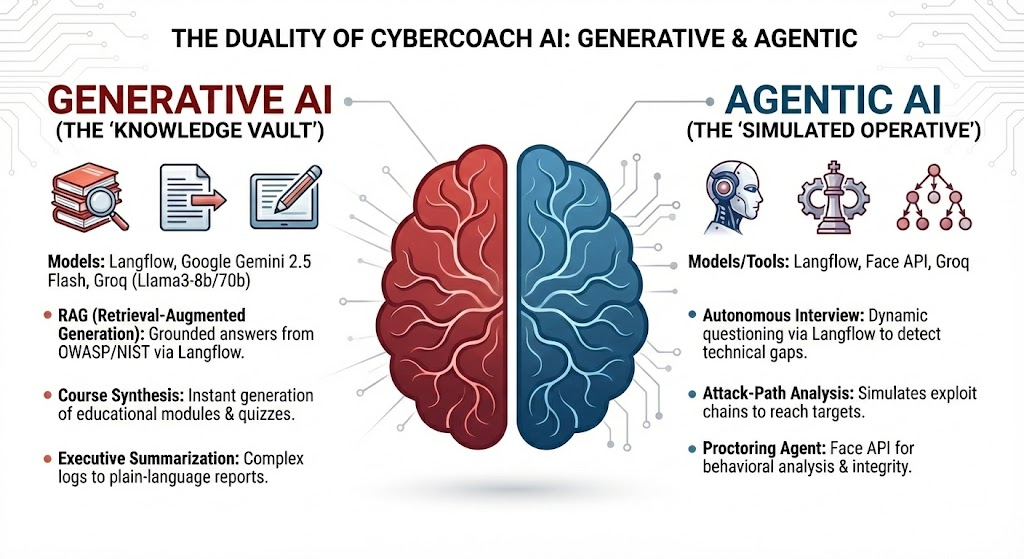 THE DUALITY OF CYBERCOACH AI: GENERATIVE & AGENTIC
GENERATIVE AI
(THE ‘KNOWLEDGE VAULT’)
Models: Langflow, Google Gemini 2.5
Flash, Groq (Llama3-8b/70b)
• RAG (Retrieval-Augmented
Generation): Grounded answers from
OWASP/NIST via Langflow.
• Course Synthesis: Instant generation
of educational modules & quizzes.
• Executive Summarization: Complex
logs to plain-language reports.
AGENTIC AI
(THE ‘SIMULATED OPERATIVE’)
Models/Tools: Langflow, Face API, Groq
• Autonomous Interview: Dynamic
questioning via Langflow to detect
technical gaps.
• Attack-Path Analysis: Simulates exploit
chains to reach targets.
• Proctoring Agent: Face API for
behavioral analysis & integrity.